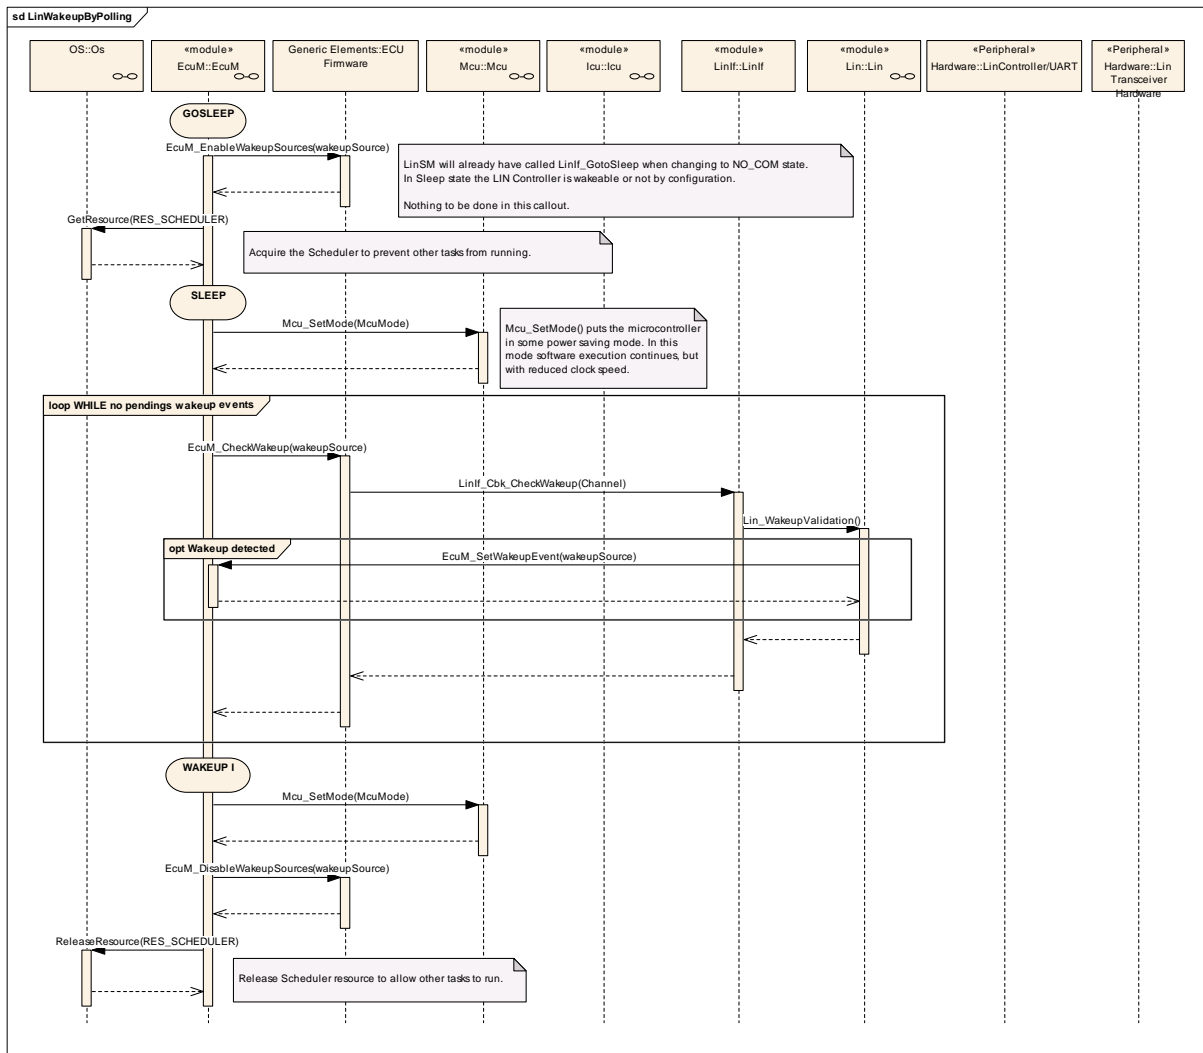 sd LinWakeupByPolling
OS::Os
«module»
EcuM::EcuM
Generic Elements::ECU
Firmware
«module»
Mcu::Mcu
«module»
Icu::Icu
«module»
LinIf::LinIf
«module»
Lin::Lin
«Peripheral»
Hardware::LinController/UART
«Peripheral»
Hardware::Lin
Transceiver
Hardware
GOSLEEP
EcuM_EnableWakeupSources(wakeupSource)
LinSM will already have called LinIf_GotoSleep when changing to NO_COM state.
In Sleep state the LIN Controller is wakeable or not by configuration.
Nothing to be done in this callout.
GetResource(RES_SCHEDULER)
Acquire the Scheduler to prevent other tasks from running.
SLEEP
Mcu_SetMode(McuMode)
Mcu_SetMode() puts the microcontroller
in some power saving mode. In this
mode software execution continues, but
with reduced clock speed.
loop WHILE no pendings wakeup events
EcuM_CheckWakeup(wakeupSource)
LinIf_Cbk_CheckWakeup(Channel)
Lin_WakeupValidation()
opt Wakeup detected
EcuM_SetWakeupEvent(wakeupSource)
WAKEUP I
Mcu_SetMode(McuMode)
EcuM_DisableWakeupSources(wakeupSource)
ReleaseResource(RES_SCHEDULER)
Release Scheduler resource to allow other tasks to run.